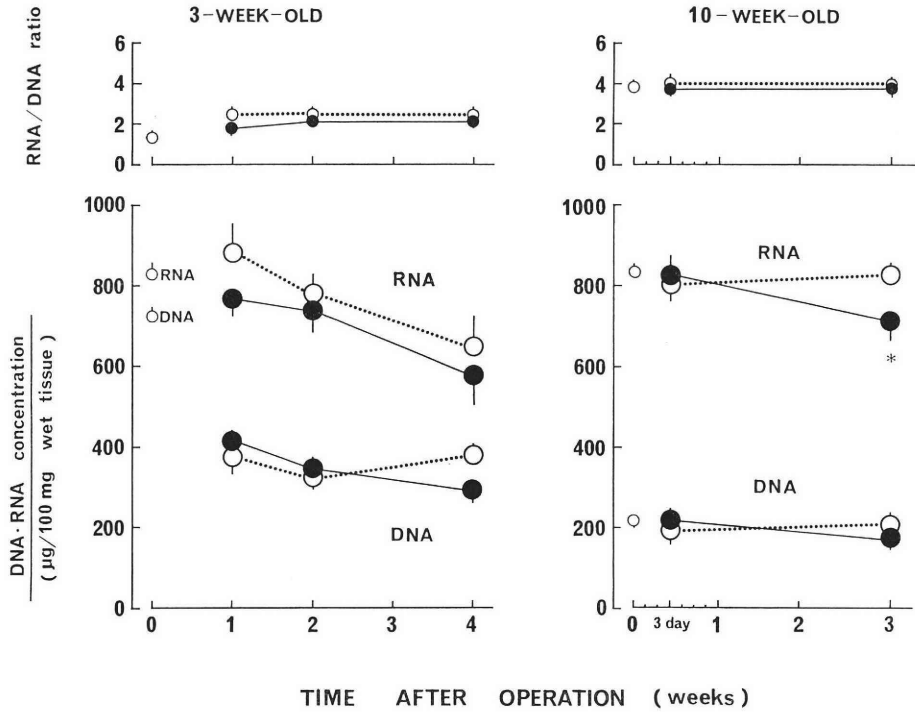 3-WEEK-OLD
10-WEEK-OLD
RNA/DNA ratio
6
4
2
0
6
4
2
0
DNA·RNA concentration
(µg/100 mg wet tissue)
1000
800
600
400
200
0
RNA
DNA
RNA
DNA
0 1 2 3 4
1000
800
600
400
200
0
RNA
*
DNA
0 3 day 1 2 3
TIME AFTER OPERATION (weeks)